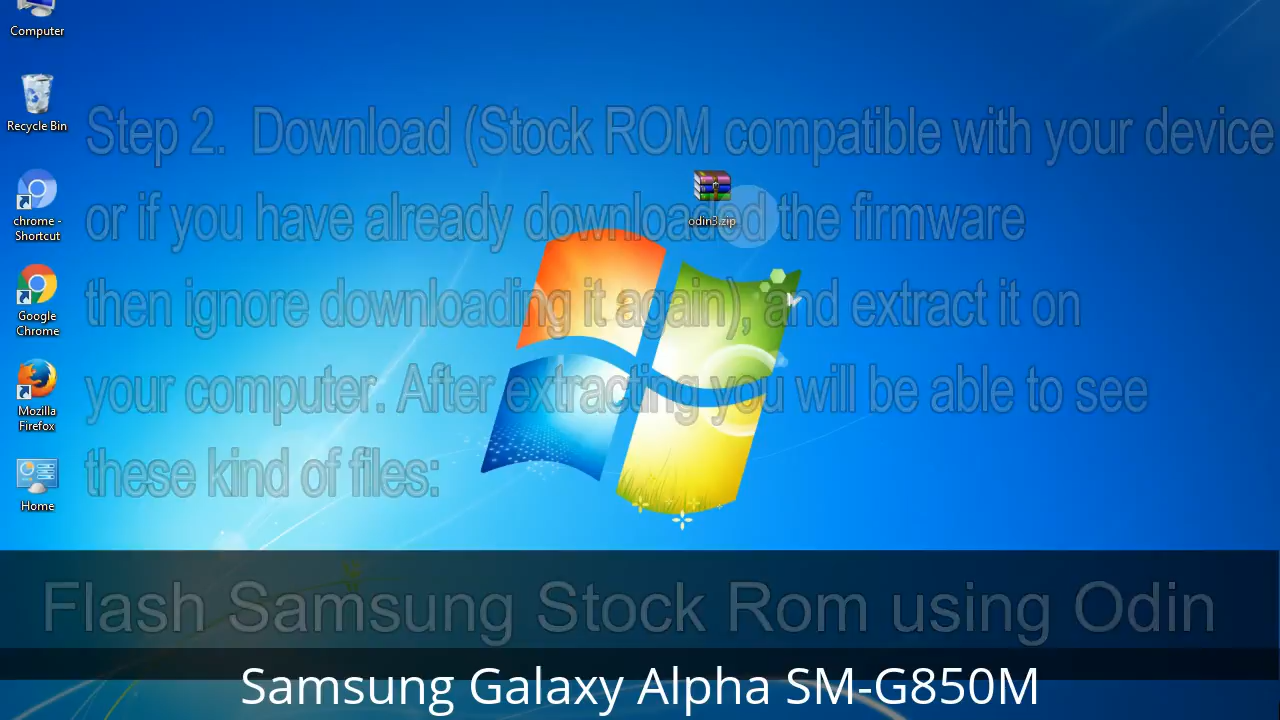 Computer
Recycle Bin
chrome -
Shortcut
Google
Chrome
Mozilla
Firefox
Home
odin3.zip
Step 2. Download (Stock ROM compatible with your device
or if you have already downloaded the firmware
then ignore downloading it again), and extract it on
your computer. After extracting you will be able to see
these kind of files:
Flash Samsung Stock Rom using Odin
Samsung Galaxy Alpha SM-G850M